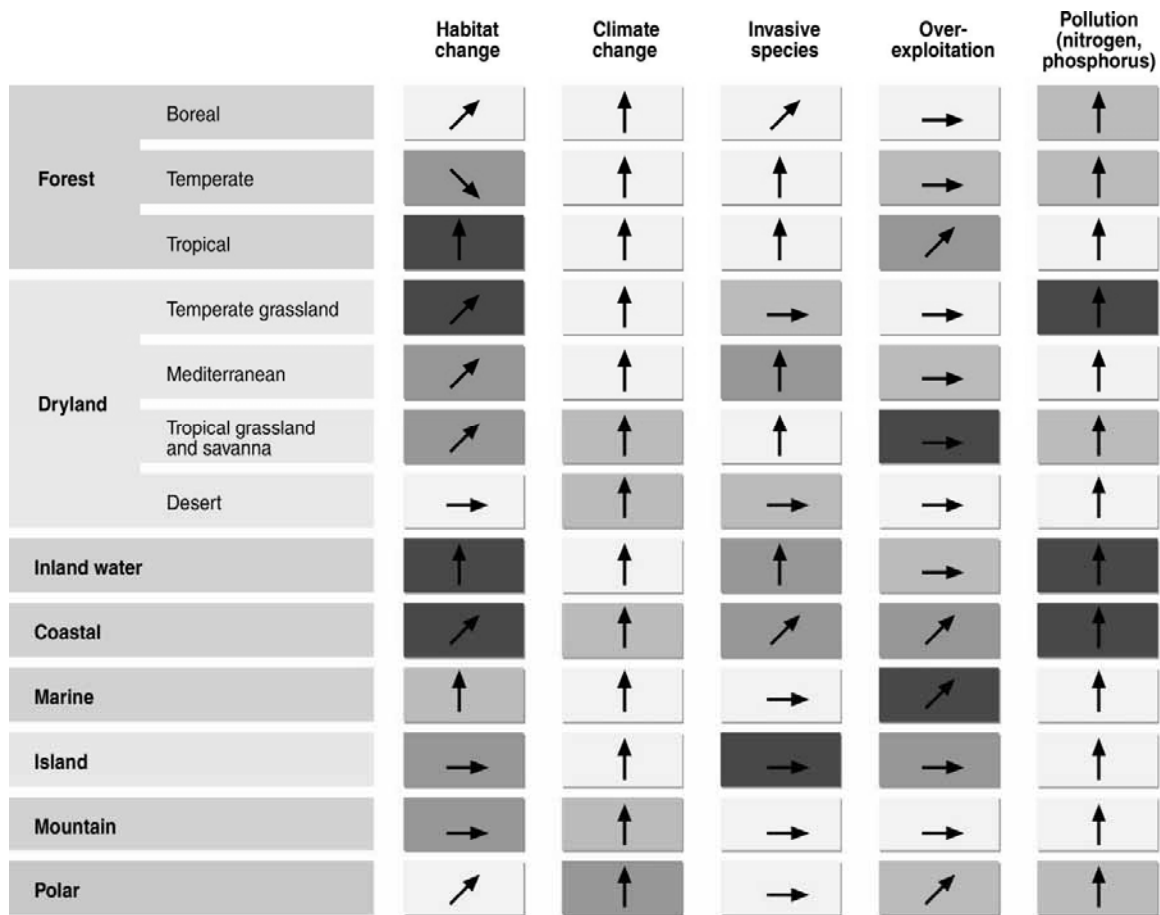 Habitat
change
Climate
change
Invasive
species
Over-
exploitation
Pollution
(nitrogen,
phosphorus)
Forest
Boreal
Temperate
Tropical
Dryland
Temperate grassland
Mediterranean
Tropical grassland
and savanna
Desert
Inland water
Coastal
Marine
Island
Mountain
Polar